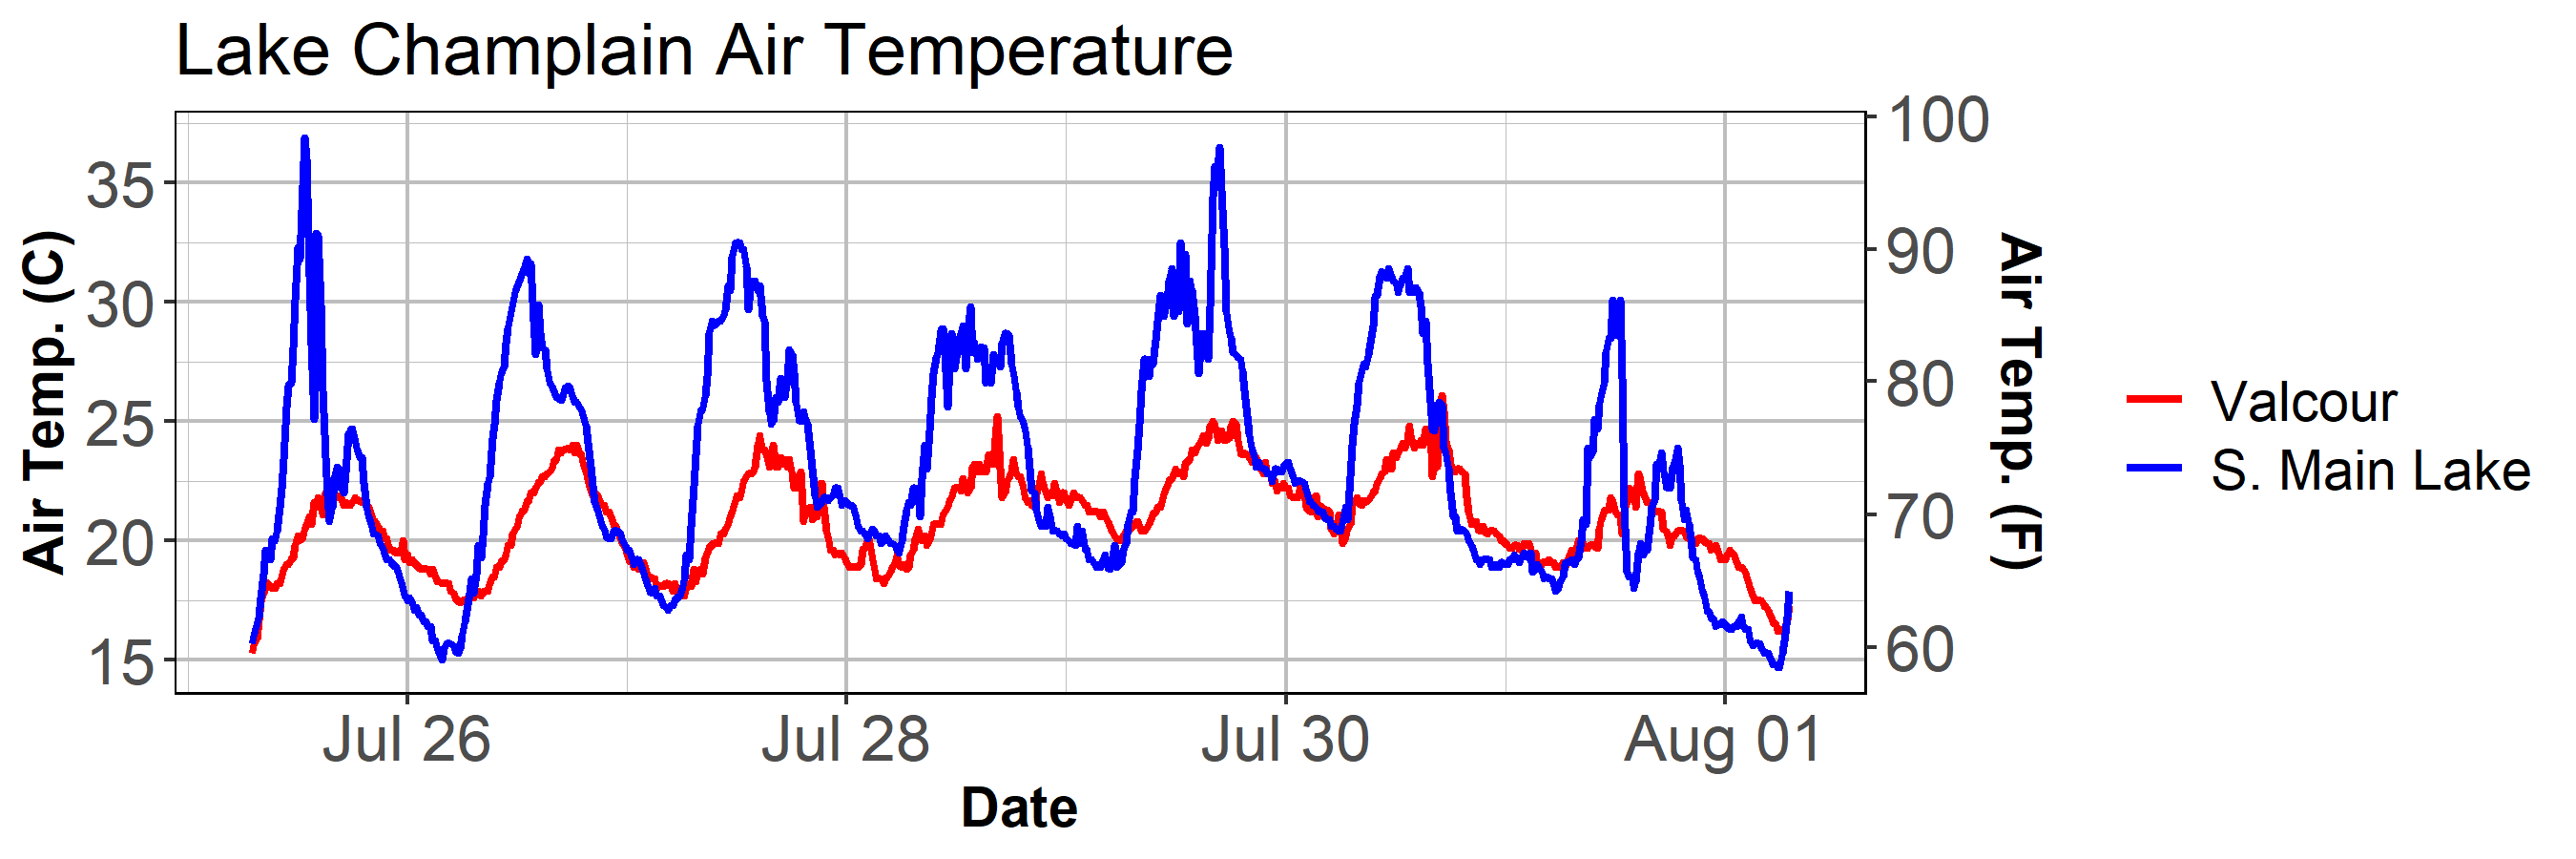 Lake Champlain Air Temperature
Air Temp. (C)
35
30
25
20
15
100
90
80
70
60
Air Temp. (F)
Jul 26
Jul 28
Jul 30
Aug 01
Date
Valcour
S. Main Lake